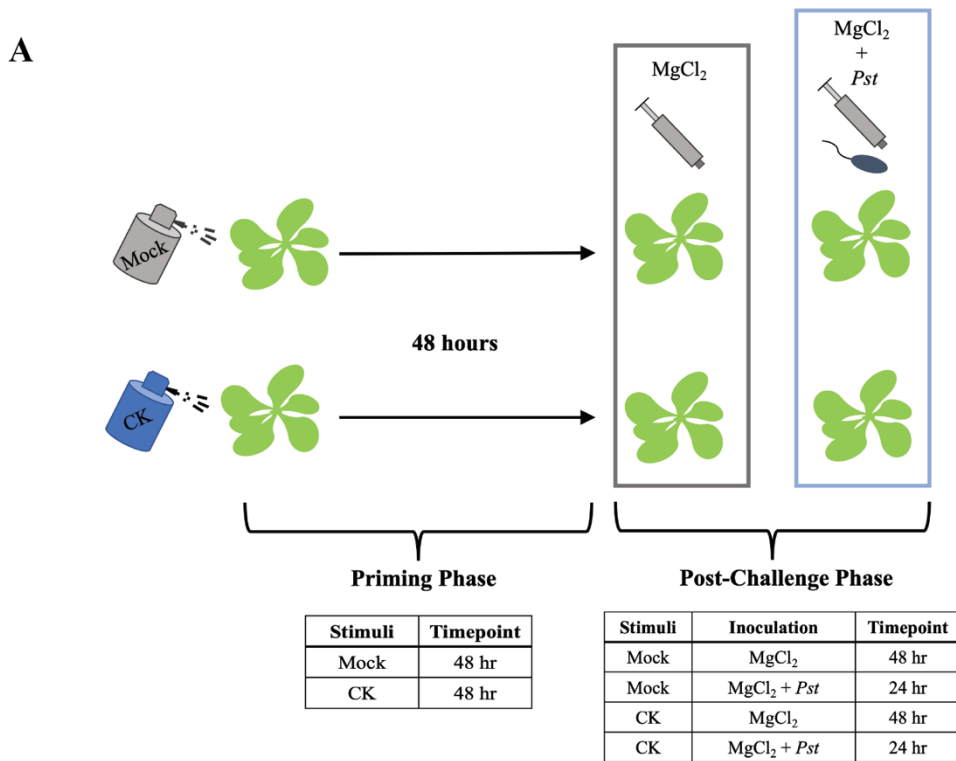 A
MgCl₂
MgCl₂
+
Pst
Mock
48 hours
CK
Priming Phase
Post-Challenge Phase
Stimuli Timepoint
Mock 48 hr
CK 48 hr
Stimuli Inoculation Timepoint
Mock MgCl₂ 48 hr
Mock MgCl₂ + Pst 24 hr
CK MgCl₂ 48 hr
CK MgCl₂ + Pst 24 hr